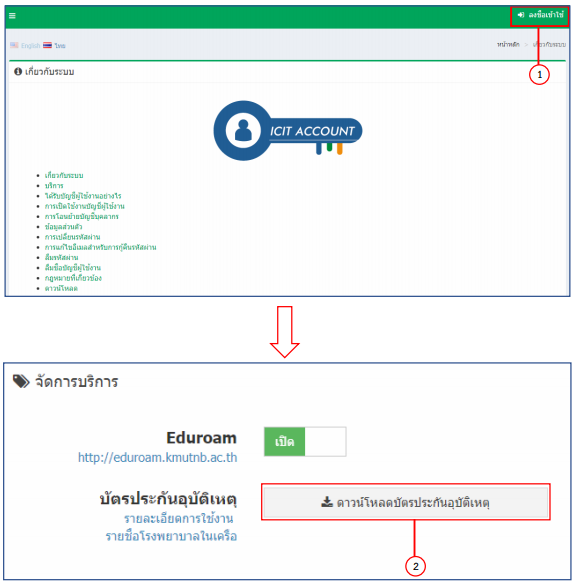 ลงชื่อเข้าใช้
English ไทย
หน้าหลัก > เกี่ยวกับระบบ
1
เกี่ยวกับระบบ
ICIT ACCOUNT
เกี่ยวกับระบบ
บริการ
ได้รับบัญชีผู้ใช้งานอย่างไร
การเปิดใช้งานบัญชีผู้ใช้งาน
การโอนย้ายบัญชีบุคลากร
ข้อมูลส่วนตัว
การเปลี่ยนรหัสผ่าน
การแก้ไขอีเมลสำหรับการกู้คืนรหัสผ่าน
ลืมรหัสผ่าน
ลืมชื่อบัญชีผู้ใช้งาน
กฎหมายที่เกี่ยวข้อง
ดาวน์โหลด
จัดการบริการ
Eduroam
เปิด
http://eduroam.kmutnb.ac.th
บัตรประกันอุบัติเหตุ
ดาวน์โหลดบัตรประกันอุบัติเหตุ
รายละเอียดการใช้งาน
รายชื่อโรงพยาบาลในเครือ
2